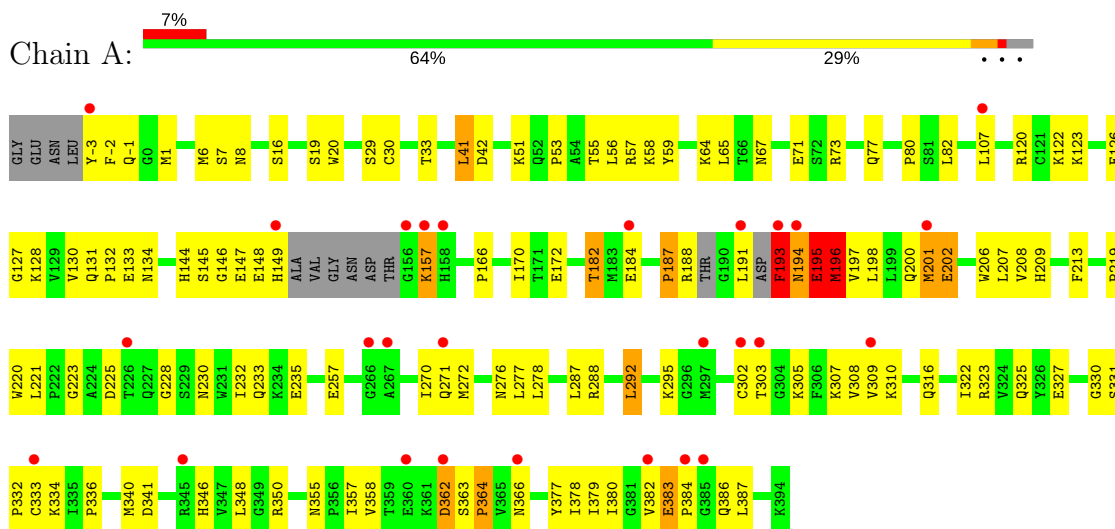 7%
Chain A:
64% 29% • • •
GLY GLU ASN LEU Y-3 F-2 Q-1 G0 M1 M6 S7 N8 S16 S19 W20 S29 C30 T33 L41 D42 K51 Q52 P53 A54 T55 L56 R57 K58 Y59 K64 L65 T66 N67 E71 S72 R73 Q77 P80 S81 L82 L107 R120 C121 K122 K123 E126
G127 K128 V129 V130 Q131 P132 E133 N134 H144 S145 G146 E147 E148 H149 ALA VAL GLY ASN ASP THR G156 K157 H158 P166 I170 T171 E172 T182 M183 E184 P187 R188 THR G190 L191 ASP F193 N194 E195 M196 V197 L198 L199 Q200 M201 E202 W206 L207 V208 H209 F213
W220 L221 P222 G223 A224 D225 T226 Q227 G228 S229 N230 W231 I232 Q233 K234 E235 E257 G266 A267 I270 Q271 M272 N276 L277 L278 L287 R288 L292 K295 G296 M297 C302 T303 G304 K305 F306 K307 V308 V309 K310 Q316 I322 R323 V324 Q325 Y326 E327 G330 S331
P332 C333 K334 I335 P336 M340 D341 R345 H346 V347 L348 G349 R350 N355 P356 I357 V358 T359 E360 K361 D362 S363 P364 V365 N366 Y377 I378 I379 I380 G381 V382 E383 P384 G385 Q386 L387 K394